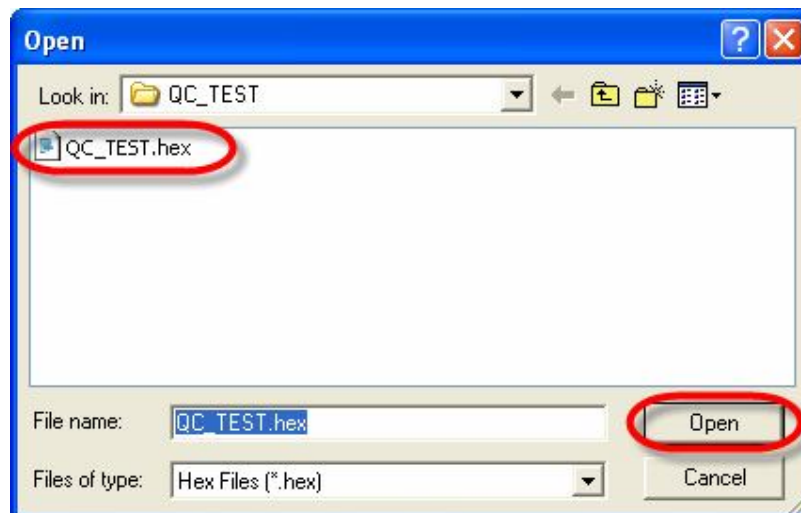 Open
Look in: QC_TEST
QC_TEST.hex
File name: QC_TEST.hex Open
Files of type: Hex Files (*.hex) Cancel